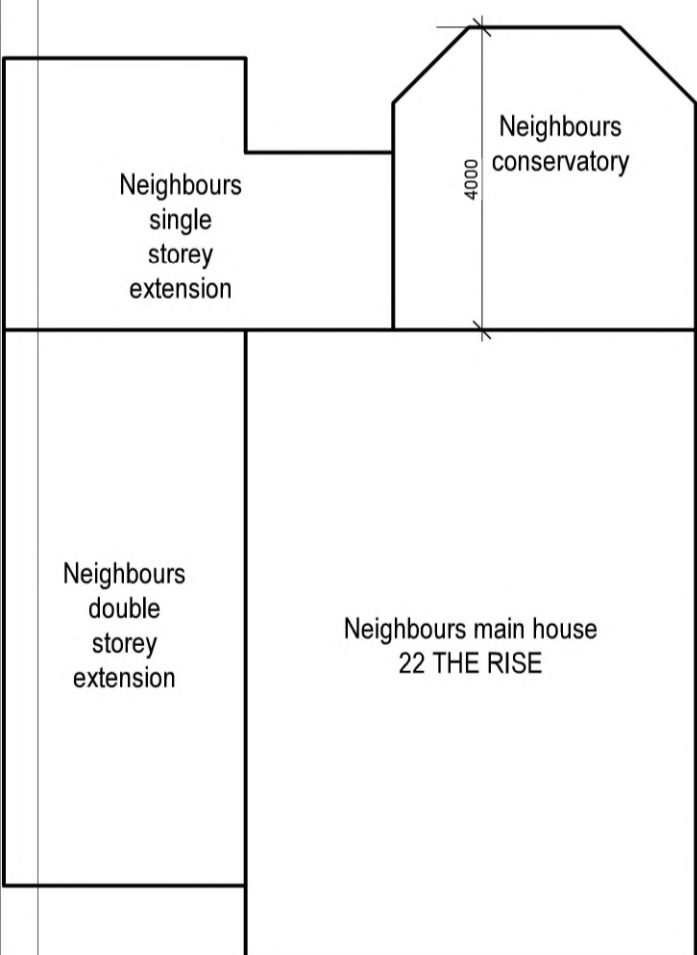 Neighbours
conservatory
4000
Neighbours
single
storey
extension
Neighbours
double
storey
extension
Neighbours main house
22 THE RISE